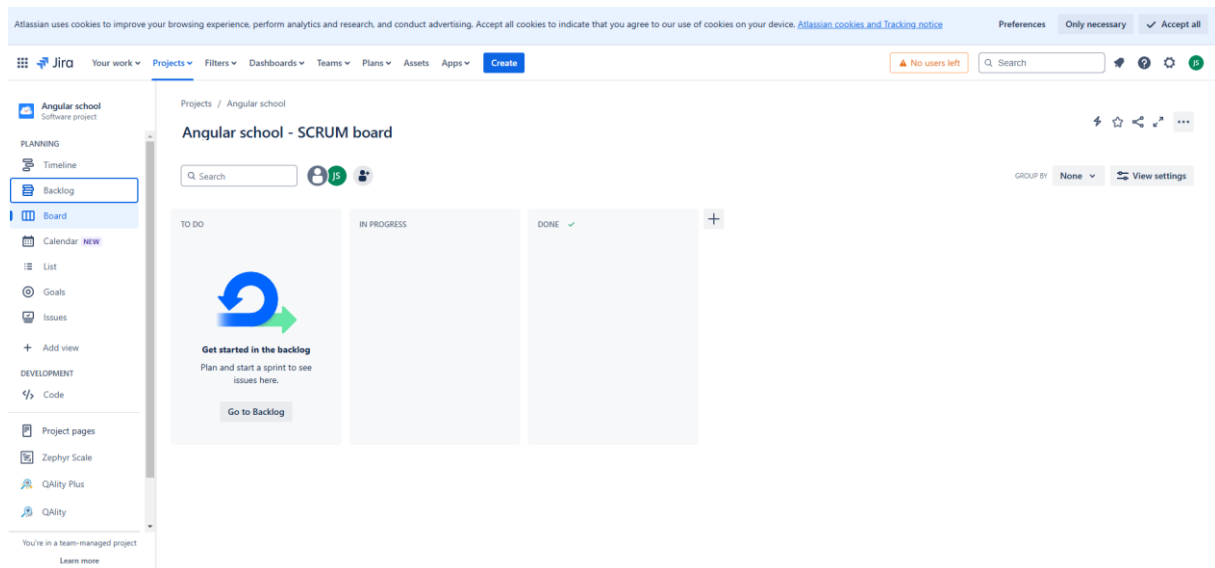 Atlassian uses cookies to improve your browsing experience, perform analytics and research, and conduct advertising. Accept all cookies to indicate that you agree to our use of cookies on your device. Atlassian cookies and Tracking notice
Preferences Only necessary Accept all
Jira Your work Projects Filters Dashboards Teams Plans Assets Apps Create No users left Search JS
Angular school
Software project
PLANNING
Timeline
Backlog
Board
Calendar NEW
List
Goals
Issues
Add view
DEVELOPMENT
Code
Project pages
Zephyr Scale
QAlity Plus
QAlity
You're in a team-managed project
Learn more
Projects / Angular school
Angular school - SCRUM board
Search JS GROUP BY None View settings
TO DO IN PROGRESS DONE
Get started in the backlog
Plan and start a sprint to see
issues here.
Go to Backlog